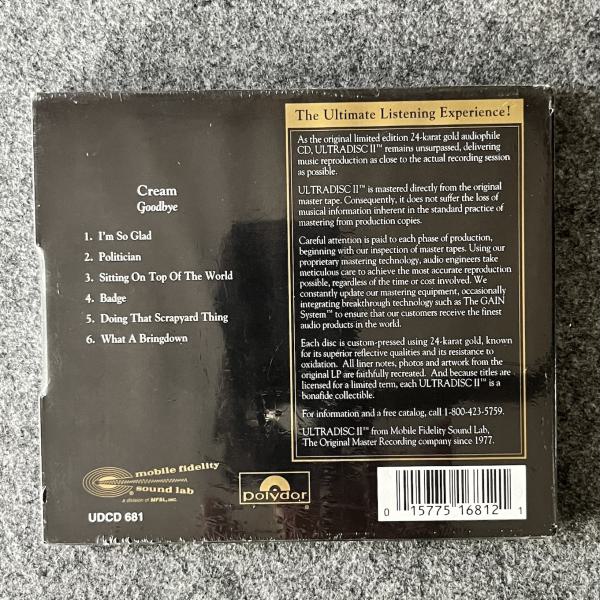 Cream
Goodbye
1. I'm So Glad
2. Politician
3. Sitting On Top Of The World
4. Badge
5. Doing That Scrapyard Thing
6. What A Bringdown
The Ultimate Listening Experience!
As the original limited edition 24-karat gold audiophile
CD, ULTRADISC II™ remains unsurpassed, delivering
music reproduction as close to the actual recording session
as possible.
ULTRADISC II™ is mastered directly from the original
master tape. Consequently, it does not suffer the loss of
musical information inherent in the standard practice of
mastering from production copies.
Careful attention is paid to each phase of production,
beginning with our inspection of master tapes. Using our
proprietary mastering technology, audio engineers take
meticulous care to achieve the most accurate reproduction
possible, regardless of the time or cost involved. We
constantly update our mastering equipment, occasionally
integrating breakthrough technology such as The GAIN
System™ to ensure that our customers receive the finest
audio products in the world.
Each disc is custom-pressed using 24-karat gold, known
for its superior reflective qualities and its resistance to
oxidation. All liner notes, photos and artwork from the
original LP are faithfully recreated. And because titles are
licensed for a limited term, each ULTRADISC II™ is a
bonafide collectible.
For information and a free catalog, call 1-800-423-5759.
ULTRADISC II™ from Mobile Fidelity Sound Lab,
The Original Master Recording company since 1977.
mobile fidelity
sound lab
a division of MFSL, INC.
UDCD 681
polydor
0 15775 16812 1